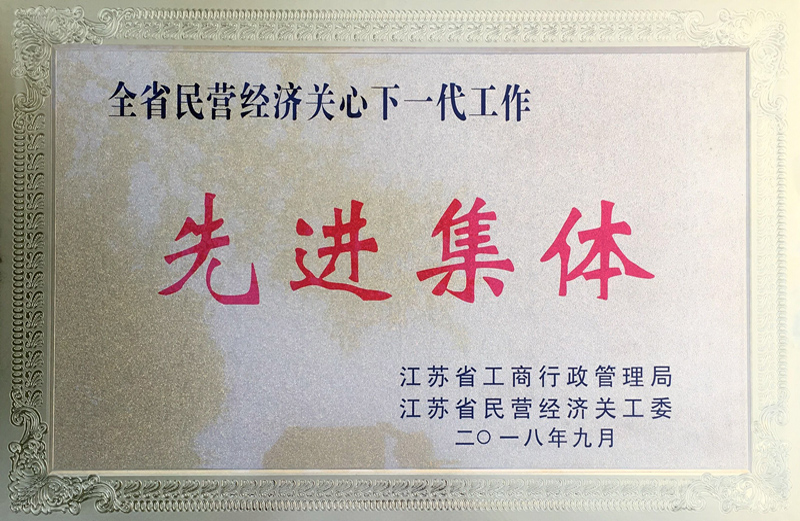 全省民营经济关心下一代工作
先进集体
江苏省工商行政管理局
江苏省民营经济关工委
二〇一八年九月